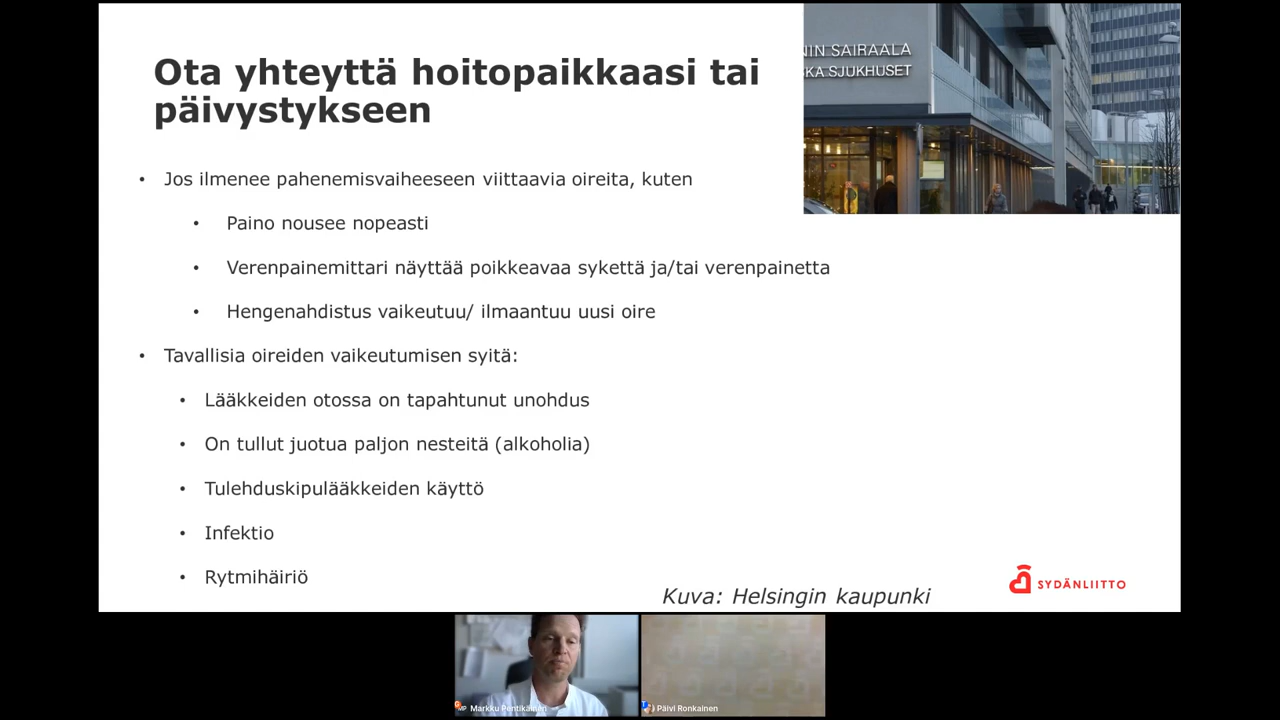 Ota yhteyttä hoitopaikkaasi tai
päivystykseen
NIN SAIRAALA
KA SJUKHUSET
• Jos ilmenee pahenemisvaiheeseen viittaavia oireita, kuten
• Paino nousee nopeasti
• Verenpainemittari näyttää poikkeavaa sykettä ja/tai verenpainetta
• Hengenahdistus vaikeutuu/ ilmaantuu uusi oire
• Tavallisia oireiden vaikeutumisen syitä:
• Lääkkeiden otossa on tapahtunut unohdus
• On tullut juotua paljon nesteitä (alkoholia)
• Tulehduskipulääkkeiden käyttö
• Infektio
• Rytmihäiriö
SYDÄNLIITTO
Kuva: Helsingin kaupunki
Markku Pentikäinen
Päivi Ronkainen